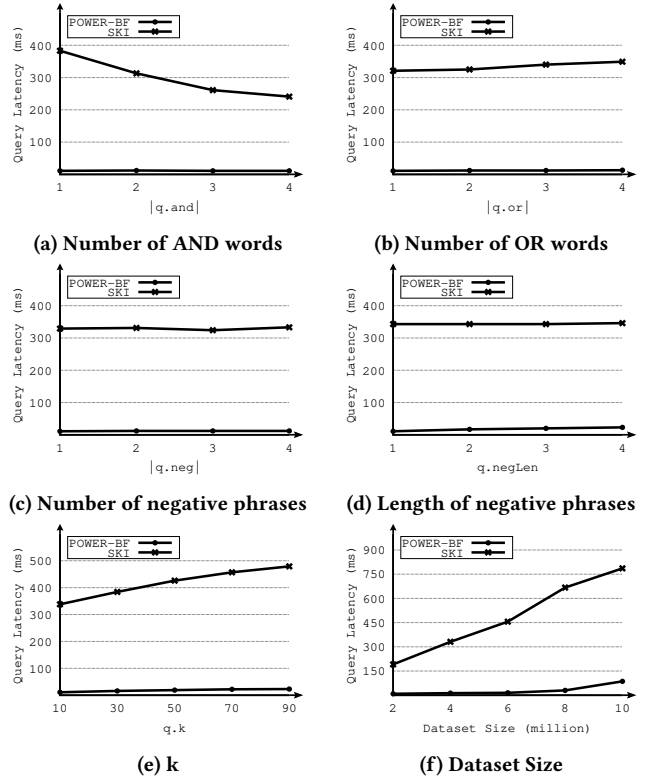 POWER-BF
SKI
400
300
200
100
Query Latency (ms)
1 2 3 4
|q.and|
(a) Number of AND words
POWER-BF
SKI
400
300
200
100
Query Latency (ms)
1 2 3 4
|q.or|
(b) Number of OR words
POWER-BF
SKI
400
300
200
100
Query Latency (ms)
1 2 3 4
|q.neg|
(c) Number of negative phrases
POWER-BF
SKI
400
300
200
100
Query Latency (ms)
1 2 3 4
q.negLen
(d) Length of negative phrases
POWER-BF
SKI
500
400
300
200
100
Query Latency (ms)
10 30 50 70 90
q.k
(e) k
POWER-BF
SKI
900
750
600
450
300
150
Query Latency (ms)
2 4 6 8 10
Dataset Size (million)
(f) Dataset Size